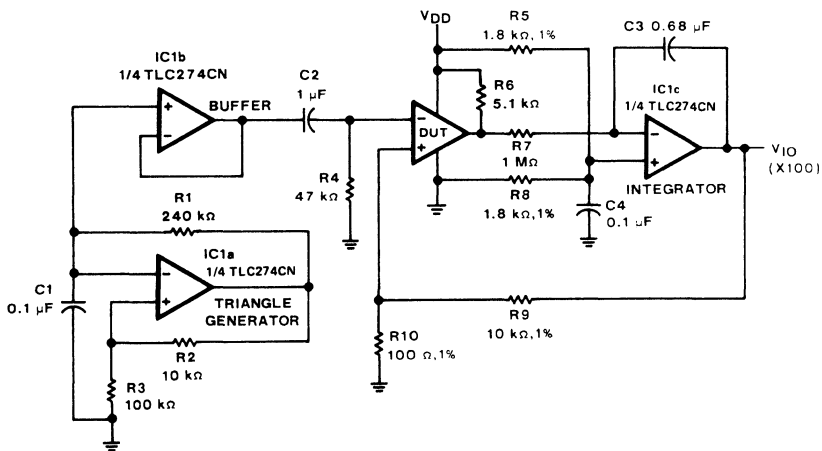 IC1b
1/4 TLC274CN
BUFFER
+
−
C2
1 µF
R4
47 kΩ
R1
240 kΩ
IC1a
1/4 TLC274CN
−
+
TRIANGLE
GENERATOR
C1
0.1 µF
R2
10 kΩ
R3
100 kΩ
VDD
R5
1.8 kΩ, 1%
R6
5.1 kΩ
−
DUT
+
R7
1 MΩ
R8
1.8 kΩ, 1%
C3 0.68 µF
IC1c
1/4 TLC274CN
−
+
INTEGRATOR
C4
0.1 µF
VIO
(X100)
R9
10 kΩ, 1%
R10
100 Ω, 1%